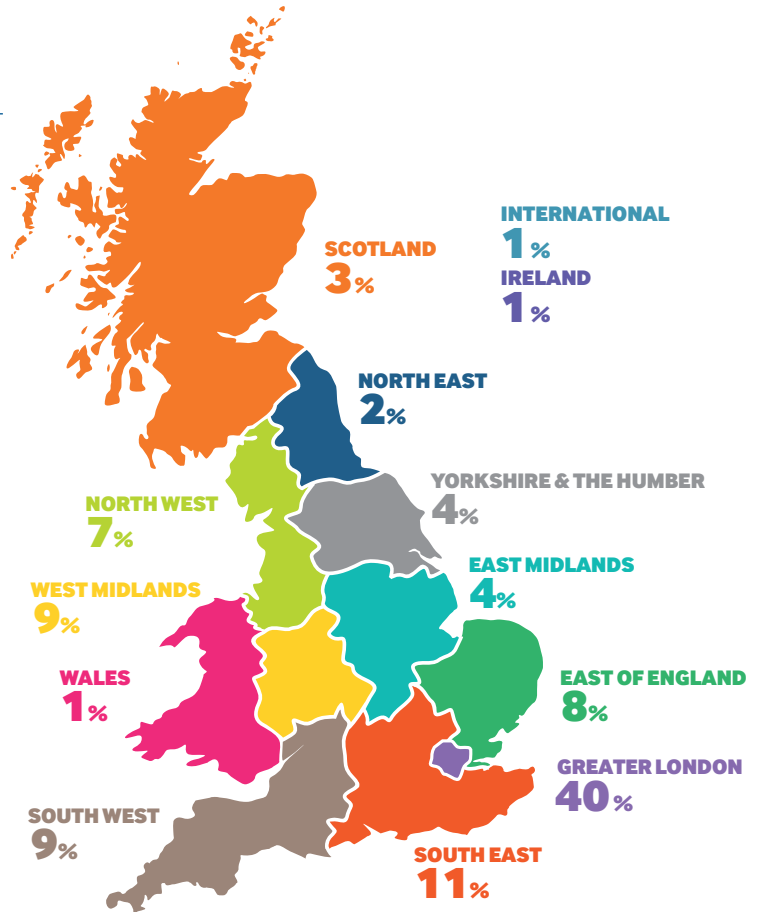 INTERNATIONAL
1%
IRELAND
1%
SCOTLAND
3%
NORTH EAST
2%
YORKSHIRE & THE HUMBER
4%
NORTH WEST
7%
EAST MIDLANDS
4%
WEST MIDLANDS
9%
WALES
1%
EAST OF ENGLAND
8%
GREATER LONDON
40%
SOUTH WEST
9%
SOUTH EAST
11%